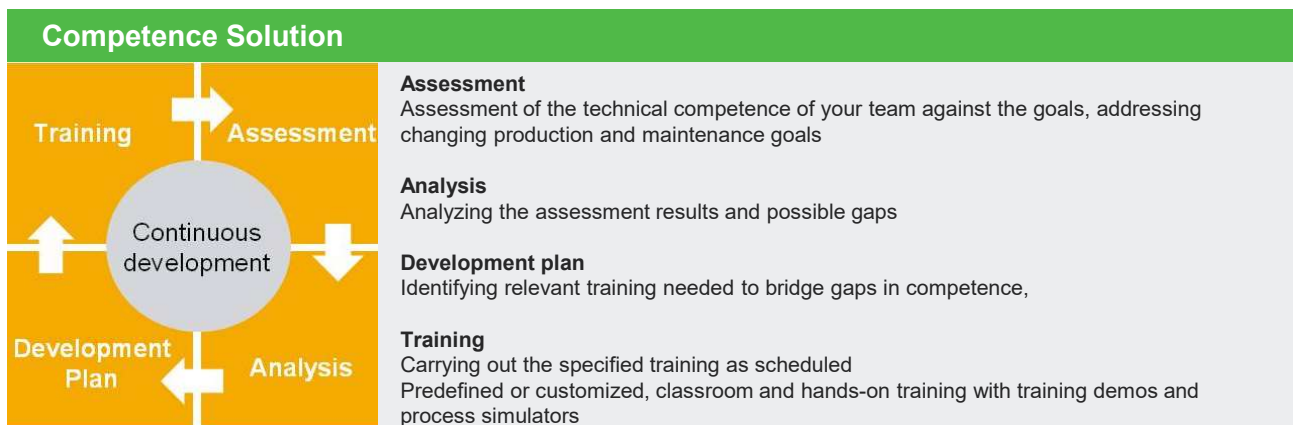 Competence Solution
Training
Assessment
Continuous
development
Development
Plan
Analysis
Assessment
Assessment of the technical competence of your team against the goals, addressing
changing production and maintenance goals
Analysis
Analyzing the assessment results and possible gaps
Development plan
Identifying relevant training needed to bridge gaps in competence,
Training
Carrying out the specified training as scheduled
Predefined or customized, classroom and hands-on training with training demos and
process simulators